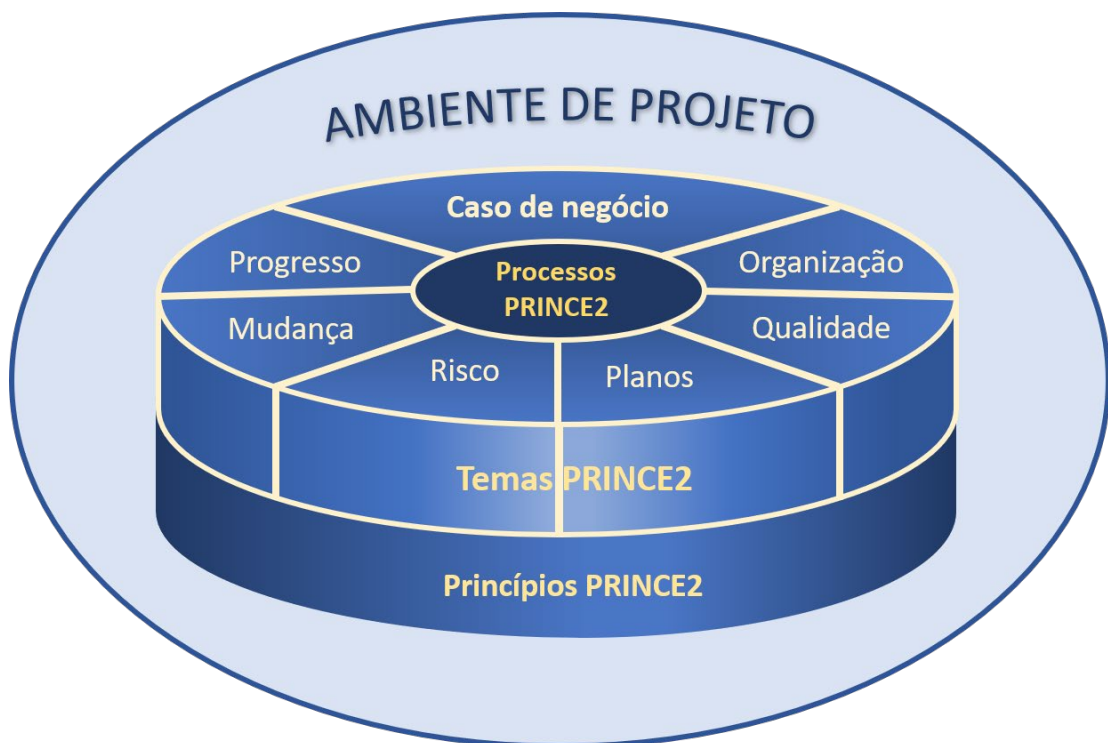 AMBIENTE DE PROJETO
Caso de negócio
Progresso
Processos
PRINCE2
Organização
Mudança
Qualidade
Risco
Planos
Temas PRINCE2
Princípios PRINCE2